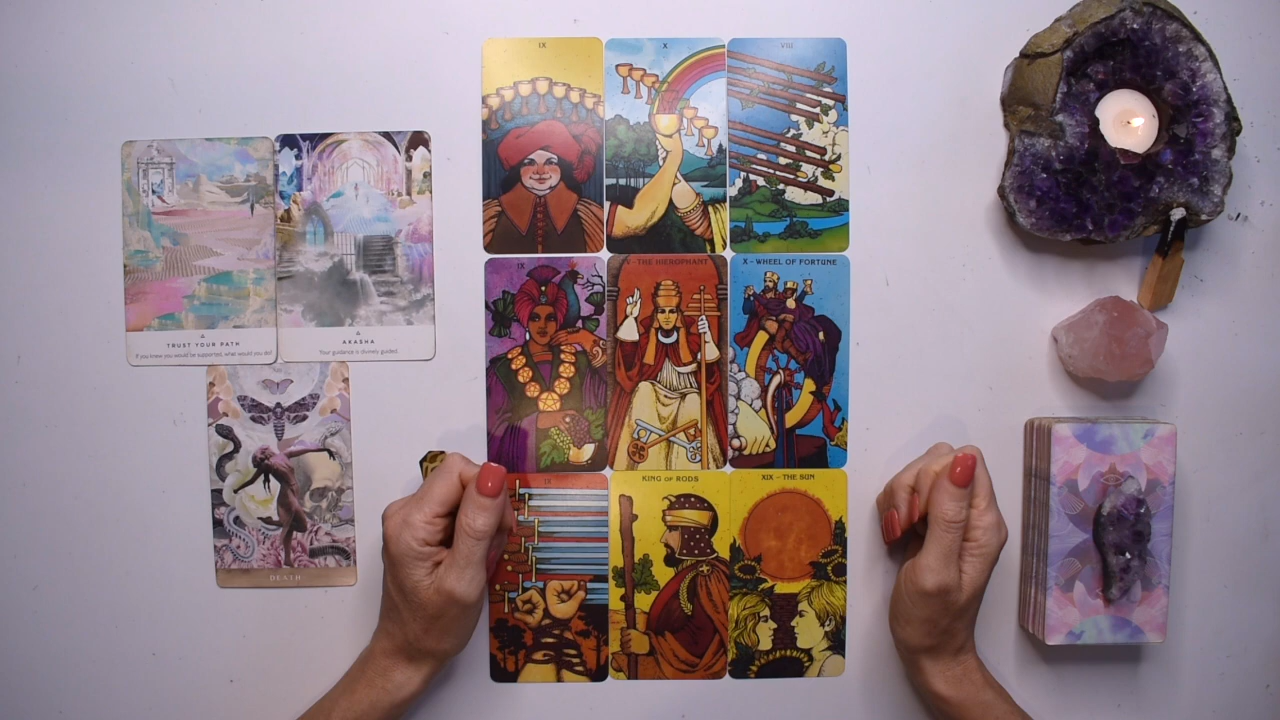 IX
X
VIII
TRUST YOUR PATH
If you knew you would be supported, what would you do?
AKASHA
Your guidance is divinely guided.
IX
V-THE HIEROPHANT
X-WHEEL OF FORTUNE
DEATH
IX
KING OF RODS
XIX-THE SUN